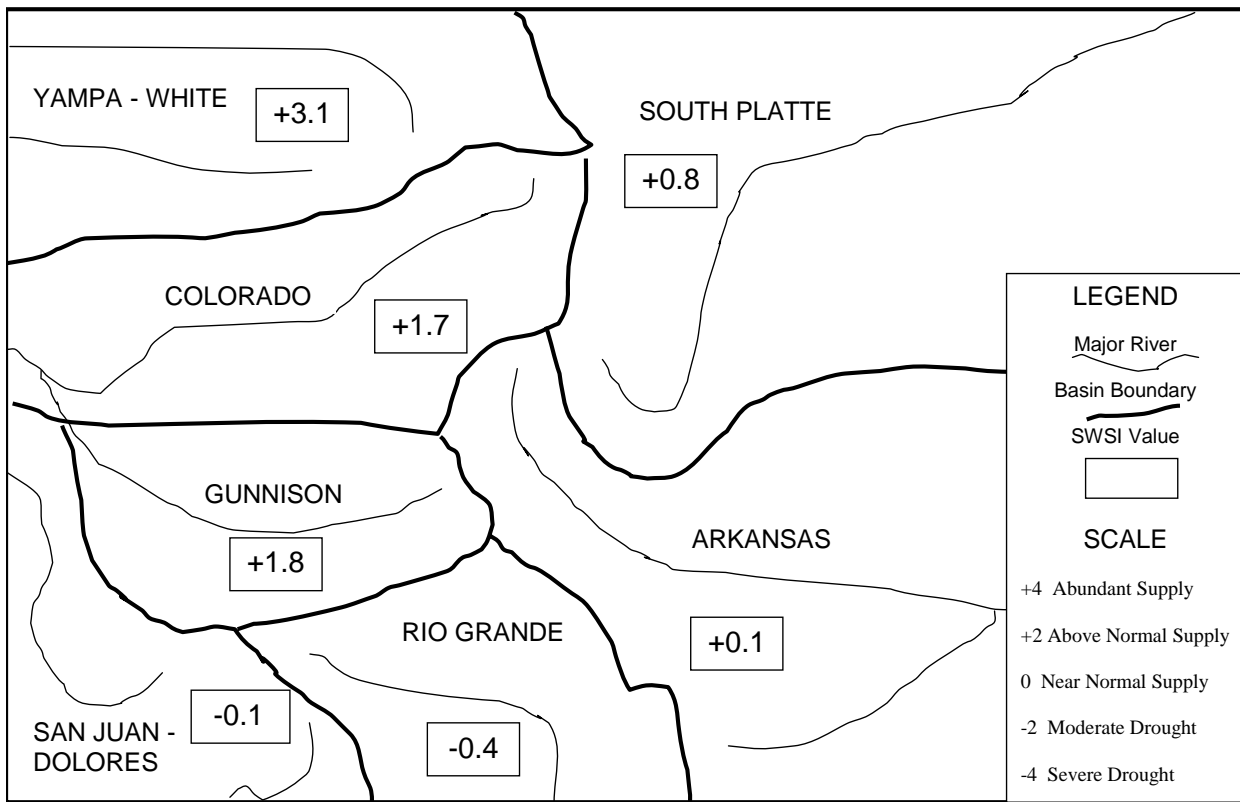 YAMPA - WHITE
+3.1
SOUTH PLATTE
+0.8
COLORADO
+1.7
GUNNISON
+1.8
ARKANSAS
+0.1
RIO GRANDE
-0.4
SAN JUAN -
DOLORES
-0.1
LEGEND
Major River
Basin Boundary
SWSI Value
SCALE
+4 Abundant Supply
+2 Above Normal Supply
0 Near Normal Supply
-2 Moderate Drought
-4 Severe Drought